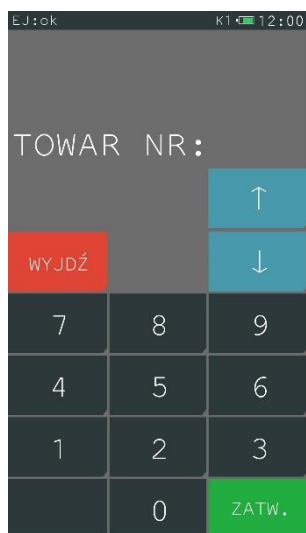 EJ:ok K1 12:00
TOWAR NR:
↑
WYJDŹ ↓
7 8 9
4 5 6
1 2 3
0 ZATW.